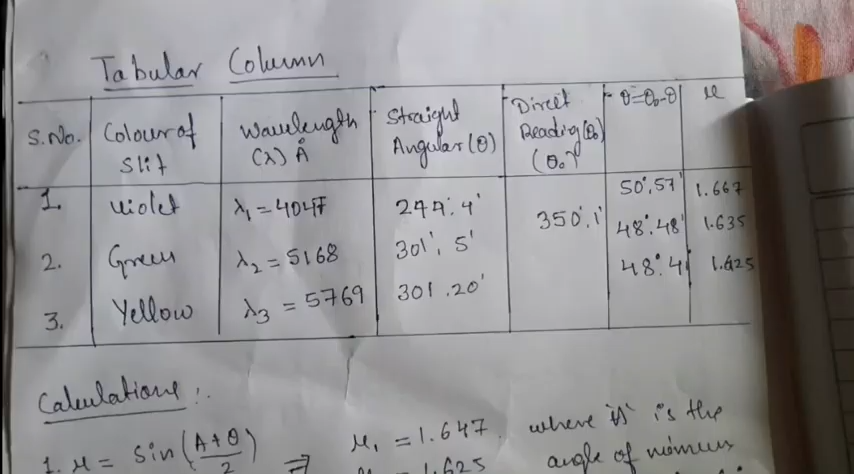 Tabular Column
S.No. Colour of Slit Wavelength (λ) Å Straight Angular (θ) Direct Reading (θ₀) (θ₀) θ=θ₀-θ μ
1. Violet λ₁ = 4047 244°.4' 350°.1' 50°.57' 1.667
2. Green λ₂ = 5168 301°. 5' 48°.48' 1.635
3. Yellow λ₃ = 5769 301.20' 48°.4 1.625
Calculations :.
1. μ = sin(A+θ/2) ⇒ μ₁ = 1.647 where is the
= 1.625 angle of